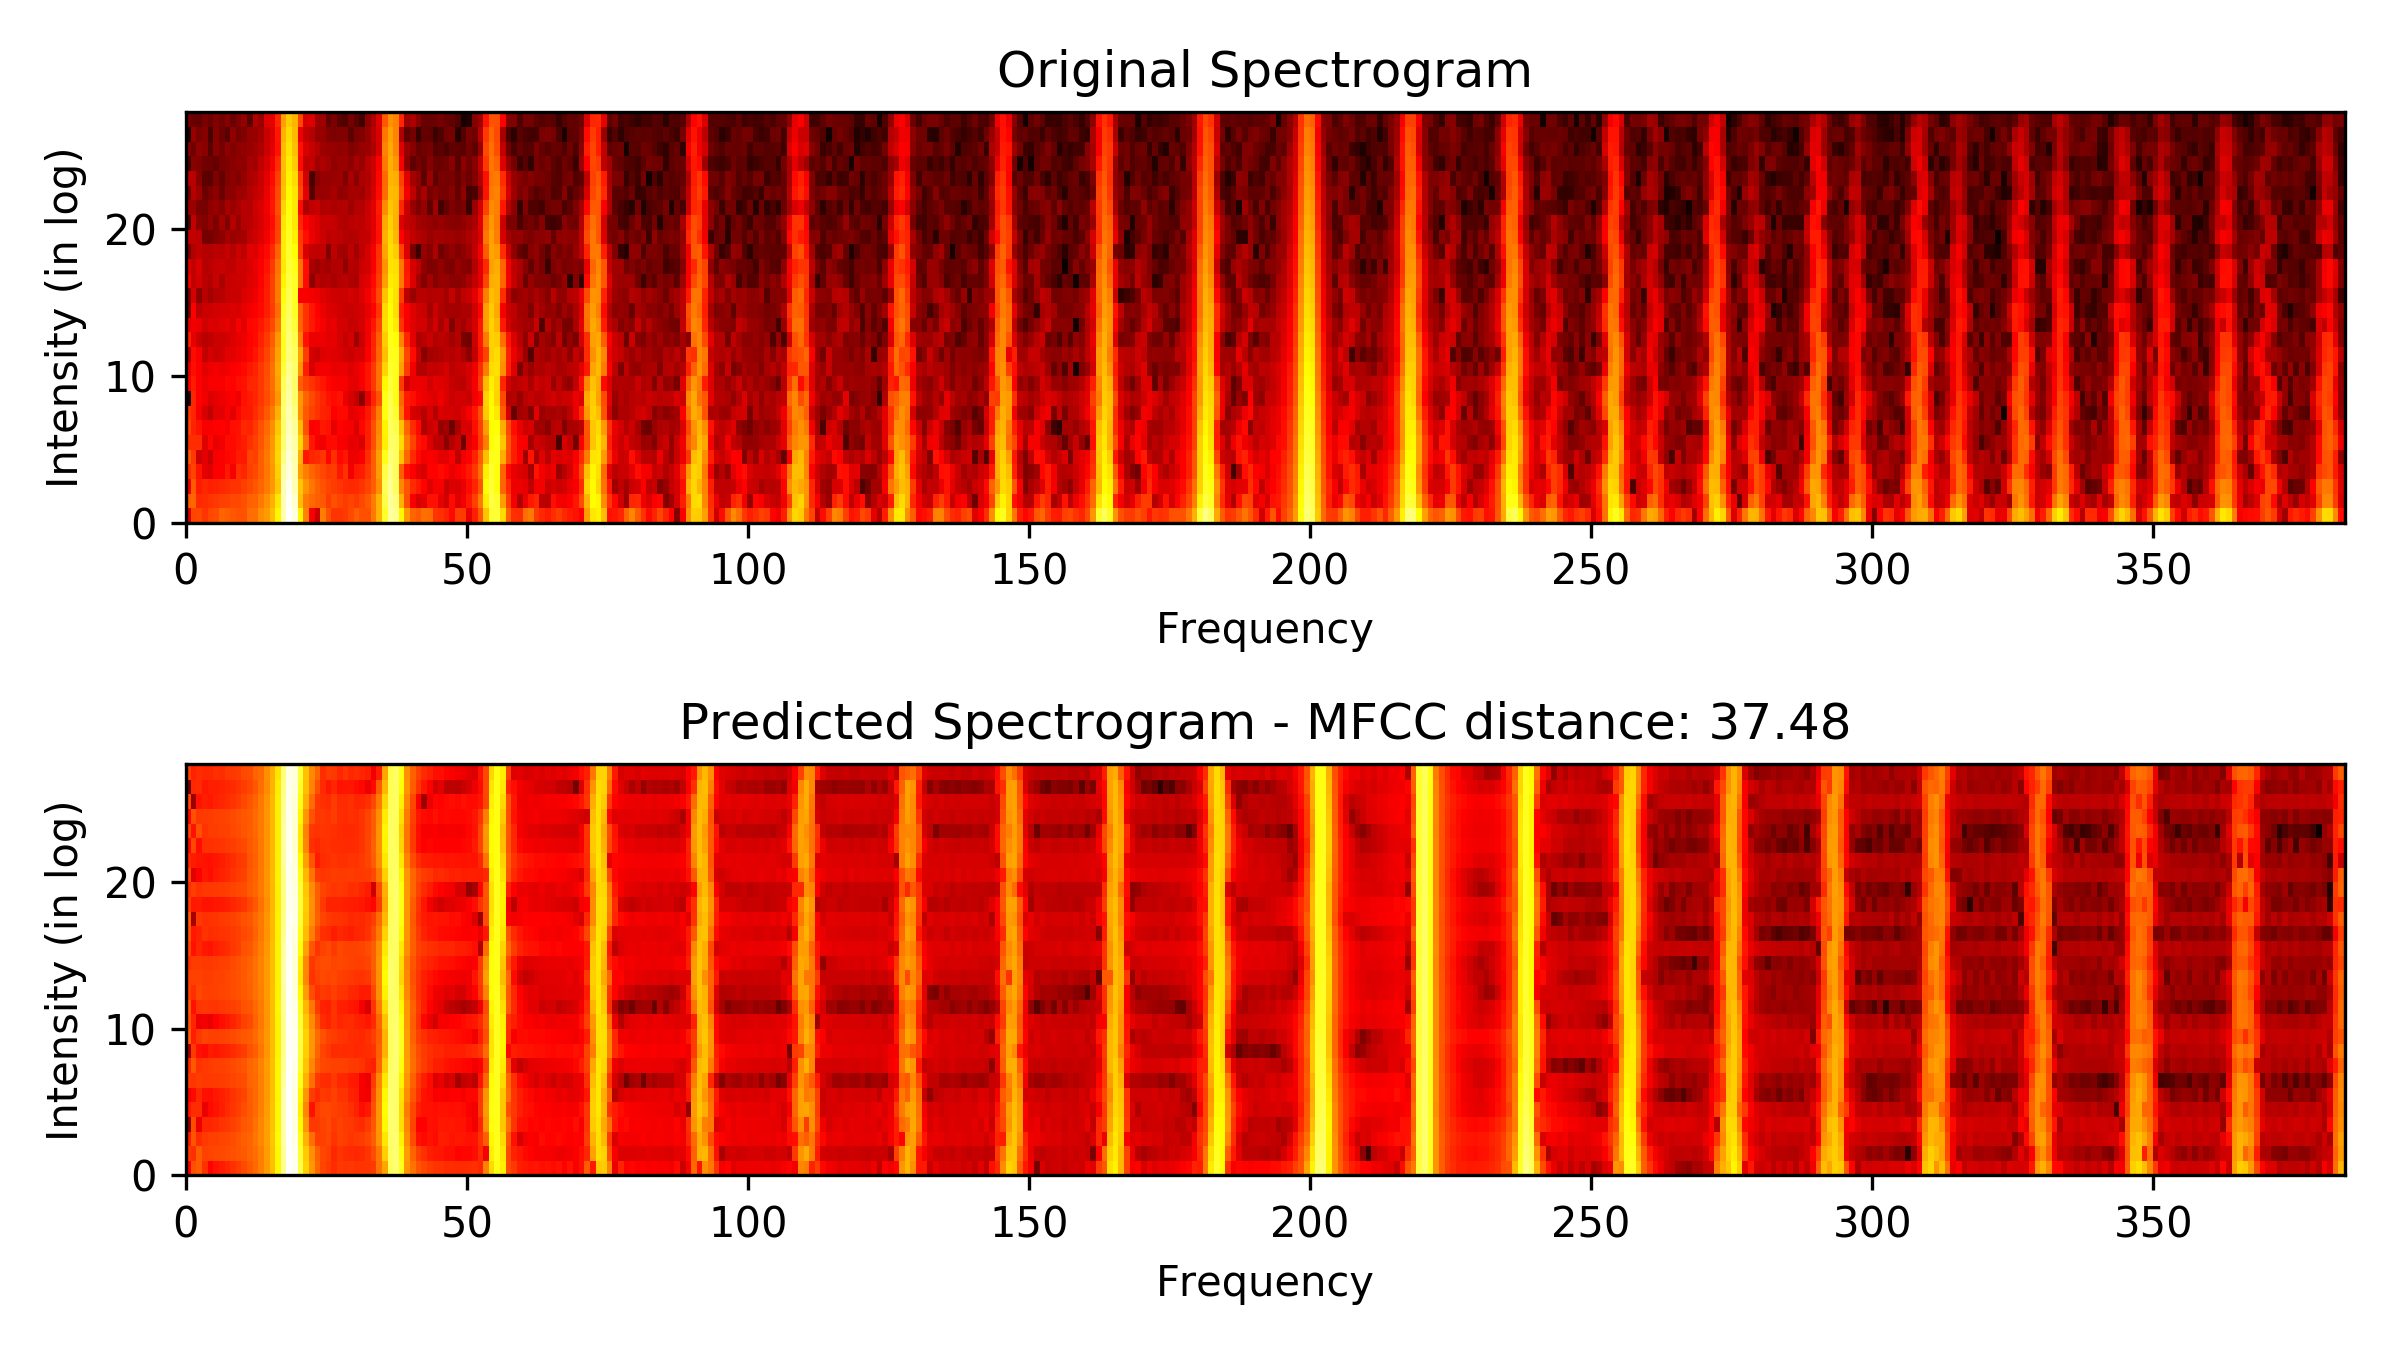 Original Spectrogram
Intensity (in log)
20
10
0
0 50 100 150 200 250 300 350
Frequency
Predicted Spectrogram - MFCC distance: 37.48
Intensity (in log)
20
10
0
0 50 100 150 200 250 300 350
Frequency